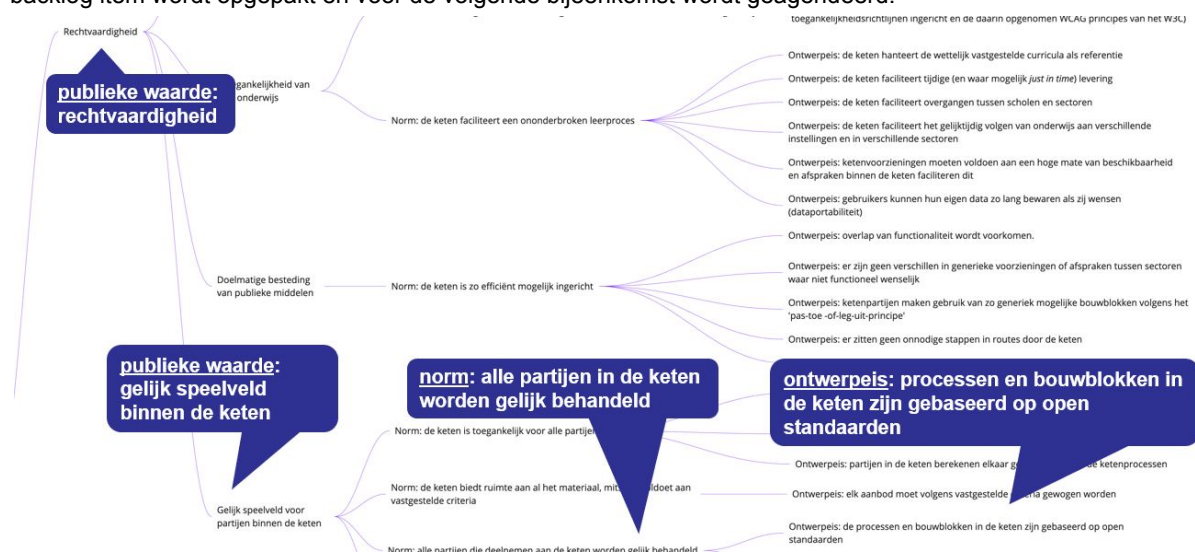 backlog item wordt opgepakt en voor de volgende bijeenkomst wordt geagendeerd.
toegankelijkheidsrichtlijnen ingericht en de daarin opgenomen WCAG principes van het W3C)
Rechtvaardigheid
publieke waarde:
rechtvaardigheid
onderwijs
Norm: de keten faciliteert een ononderbroken leerproces
Ontwerpeis: de keten hanteert de wettelijk vastgestelde curricula als referentie
Ontwerpeis: de keten faciliteert tijdige (en waar mogelijk just in time) levering
Ontwerpeis: de keten faciliteert overgangen tussen scholen en sectoren
Ontwerpeis: de keten faciliteert het gelijktijdig volgen van onderwijs aan verschillende
instellingen en in verschillende sectoren
Ontwerpeis: ketenvoorzieningen moeten voldoen aan een hoge mate van beschikbaarheid
en afspraken binnen de keten faciliteren dit
Ontwerpeis: gebruikers kunnen hun eigen data zo lang bewaren als zij wensen
(dataportabiliteit)
Doelmatige besteding
van publieke middelen
Norm: de keten is zo efficiënt mogelijk ingericht
Ontwerpeis: overlap van functionaliteit wordt voorkomen.
Ontwerpeis: er zijn geen verschillen in generieke voorzieningen of afspraken tussen sectoren
waar niet functioneel wenselijk
Ontwerpeis: ketenpartijen maken gebruik van zo generiek mogelijke bouwblokken volgens het
'pas-toe -of-leg-uit-principe'
Ontwerpeis: er zitten geen onnodige stappen in routes door de keten
publieke waarde:
gelijk speelveld
binnen de keten
norm: alle partijen in de keten
worden gelijk behandeld
ontwerpeis: processen en bouwblokken in
de keten zijn gebaseerd op open
standaarden
Gelijk speelveld voor
partijen binnen de keten
Norm: de keten is toegankelijk voor alle partijen
Ontwerpeis: partijen in de keten berekenen elkaar ketenprocessen
Norm: de keten biedt ruimte aan al het materiaal, aan
vastgestelde criteria
Ontwerpeis: elk aanbod moet volgens vastgestelde gewogen worden
Norm: alle partijen die deelnemen aan de keten worden gelijk behandeld
Ontwerpeis: de processen en bouwblokken in de keten zijn gebaseerd op open
standaarden